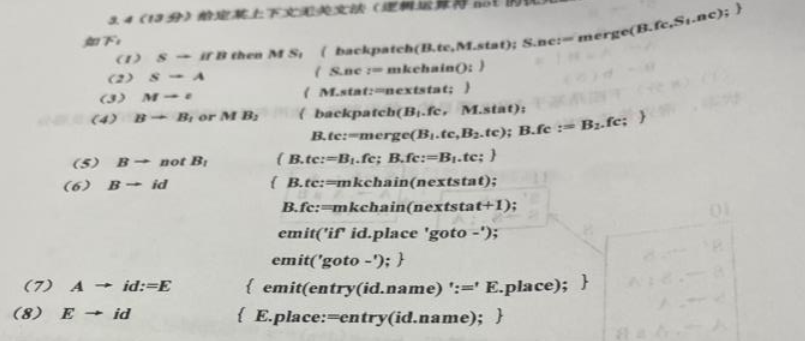 3.4（13分）给定某上下文无关文法（逻辑运算符 not
如下：
(1) S → if B then M S₁ { backpatch(B.tc,M.stat); S.nc:= merge(B.fc,S₁.nc); }
(2) S → A { S.nc := mkchain(); }
(3) M → ε { M.stat:=nextstat; }
(4) B → B₁ or M B₂ { backpatch(B₁.fc, M.stat);
B.tc:=merge(B₁.tc,B₂.tc); B.fc := B₂.fc; }
(5) B → not B₁ { B.tc:=B₁.fc; B.fc:=B₁.tc; }
(6) B → id { B.tc:=mkchain(nextstat);
B.fc:=mkchain(nextstat+1);
emit('if' id.place 'goto -');
emit('goto -'); }
(7) A → id:=E { emit(entry(id.name) ':=' E.place); }
(8) E → id { E.place:=entry(id.name); }